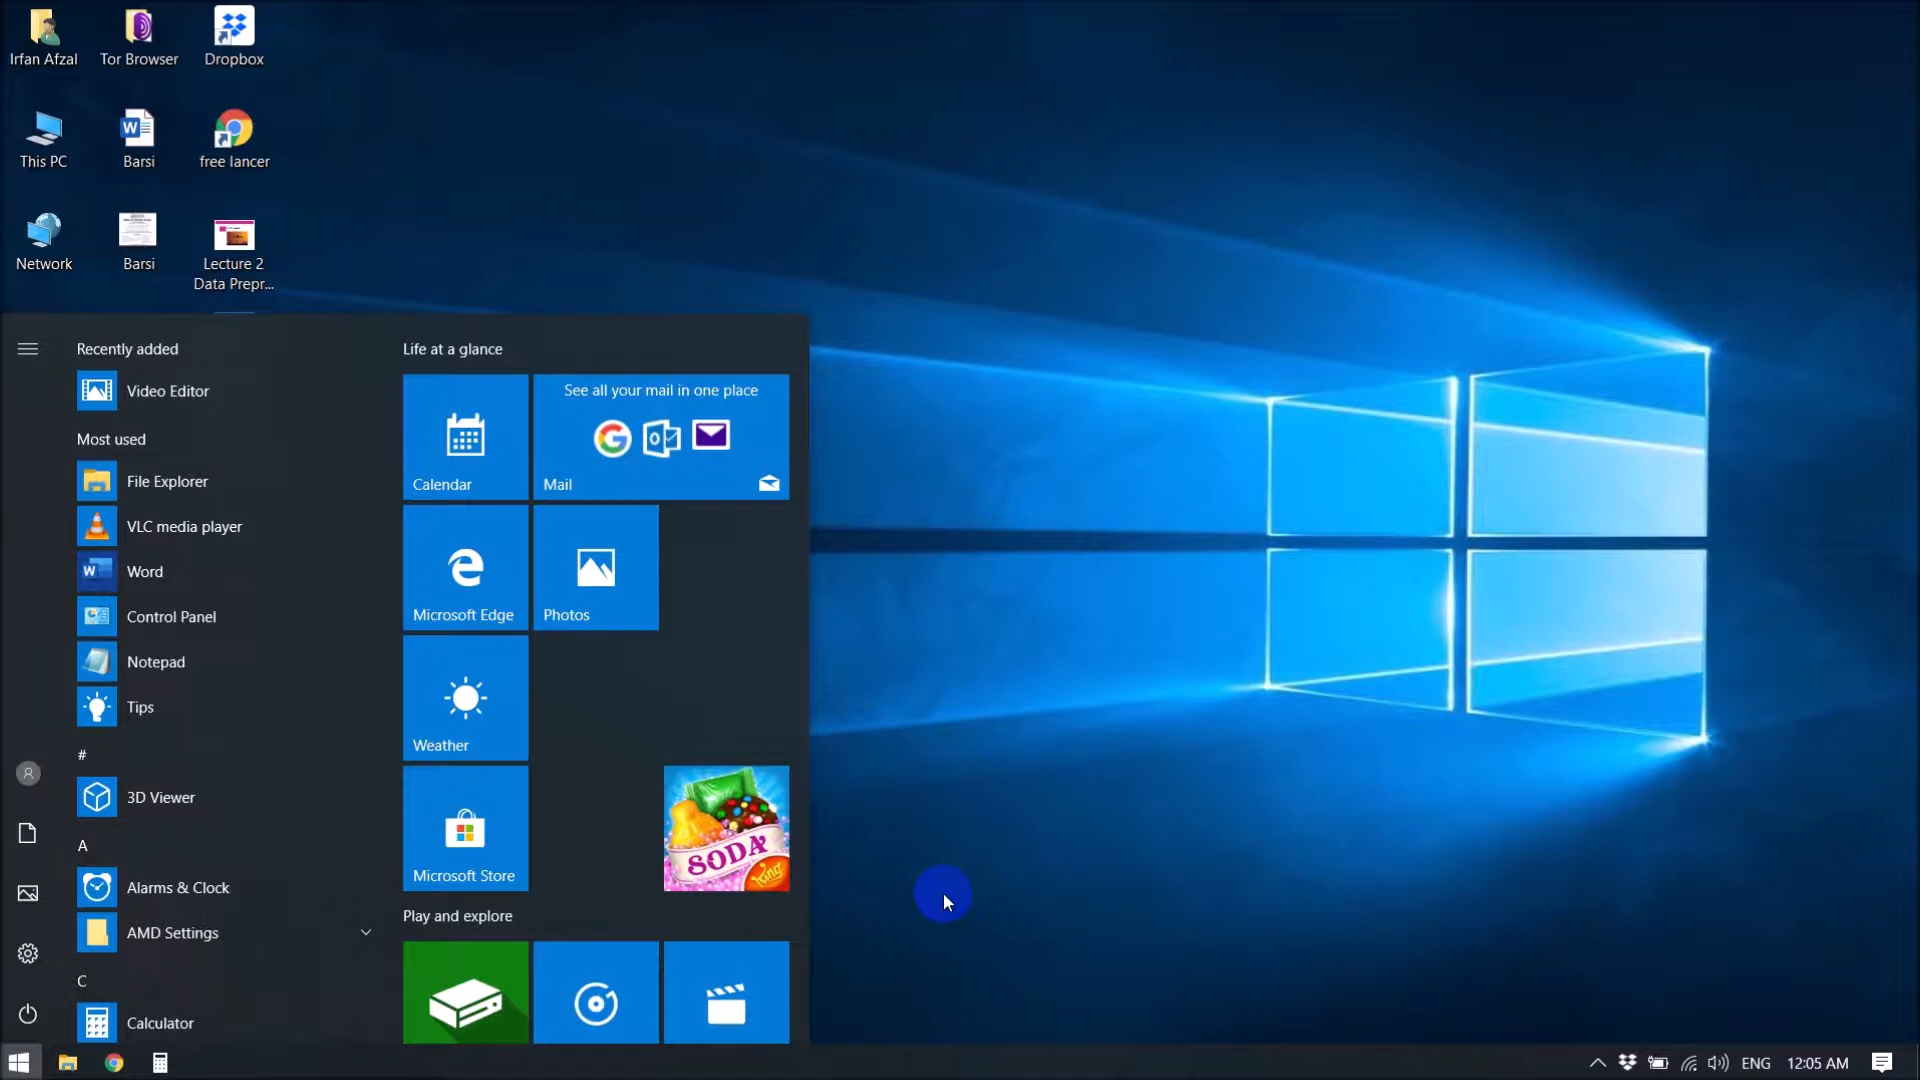 Irfan Afzal
Tor Browser
Dropbox
This PC
Barsi
free lancer
Network
Barsi
Lecture 2
Data Prepr...
Recently added
Video Editor
Most used
File Explorer
VLC media player
Word
Control Panel
Notepad
Tips
#
3D Viewer
A
Alarms & Clock
AMD Settings
C
Calculator
Life at a glance
Calendar
See all your mail in one place
Mail
Microsoft Edge
Photos
Weather
Microsoft Store
SODA
King
Play and explore
ENG
12:05 AM